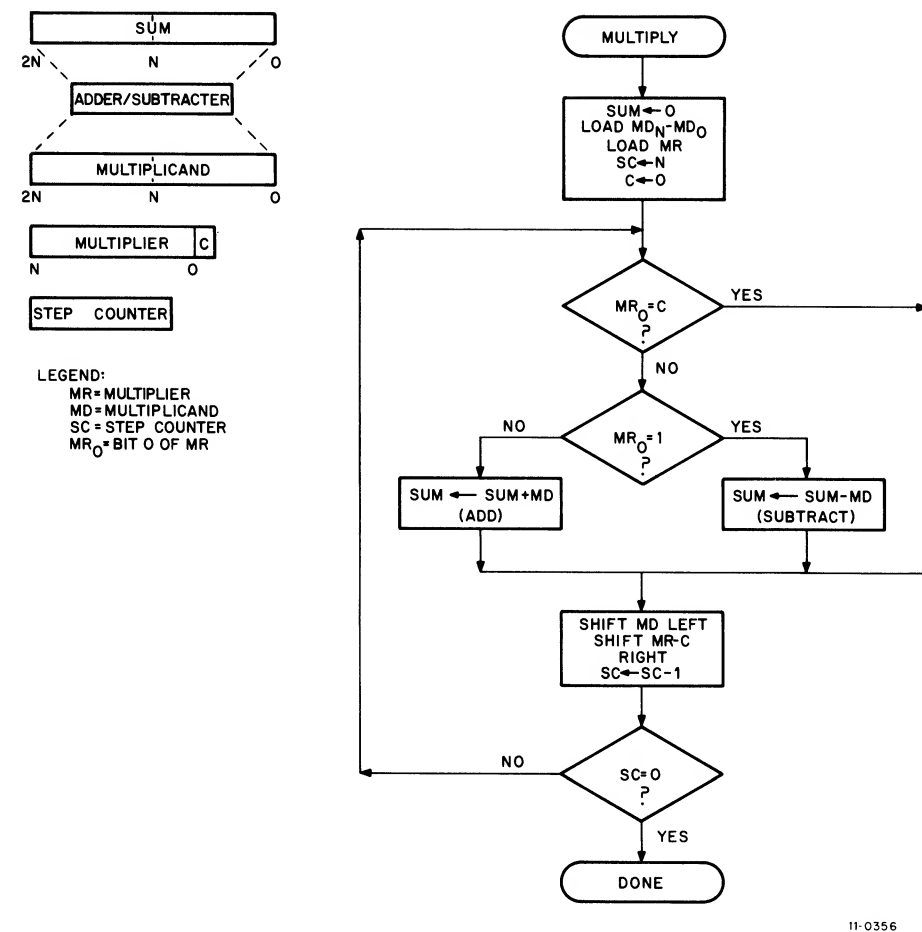 SUM
2N N 0
ADDER/SUBTRACTER
MULTIPLICAND
2N N 0
MULTIPLIER C
N 0
STEP COUNTER
LEGEND:
MR=MULTIPLIER
MD=MULTIPLICAND
SC=STEP COUNTER
MR0=BIT 0 OF MR
MULTIPLY
SUM←0
LOAD MDN-MD0
LOAD MR
SC←N
C←0
MR0=C
?
YES
NO
MR0=1
?
NO
YES
SUM ← SUM+MD
(ADD)
SUM ← SUM-MD
(SUBTRACT)
SHIFT MD LEFT
SHIFT MR-C
RIGHT
SC←SC-1
SC=0
?
NO
YES
DONE
11-0356